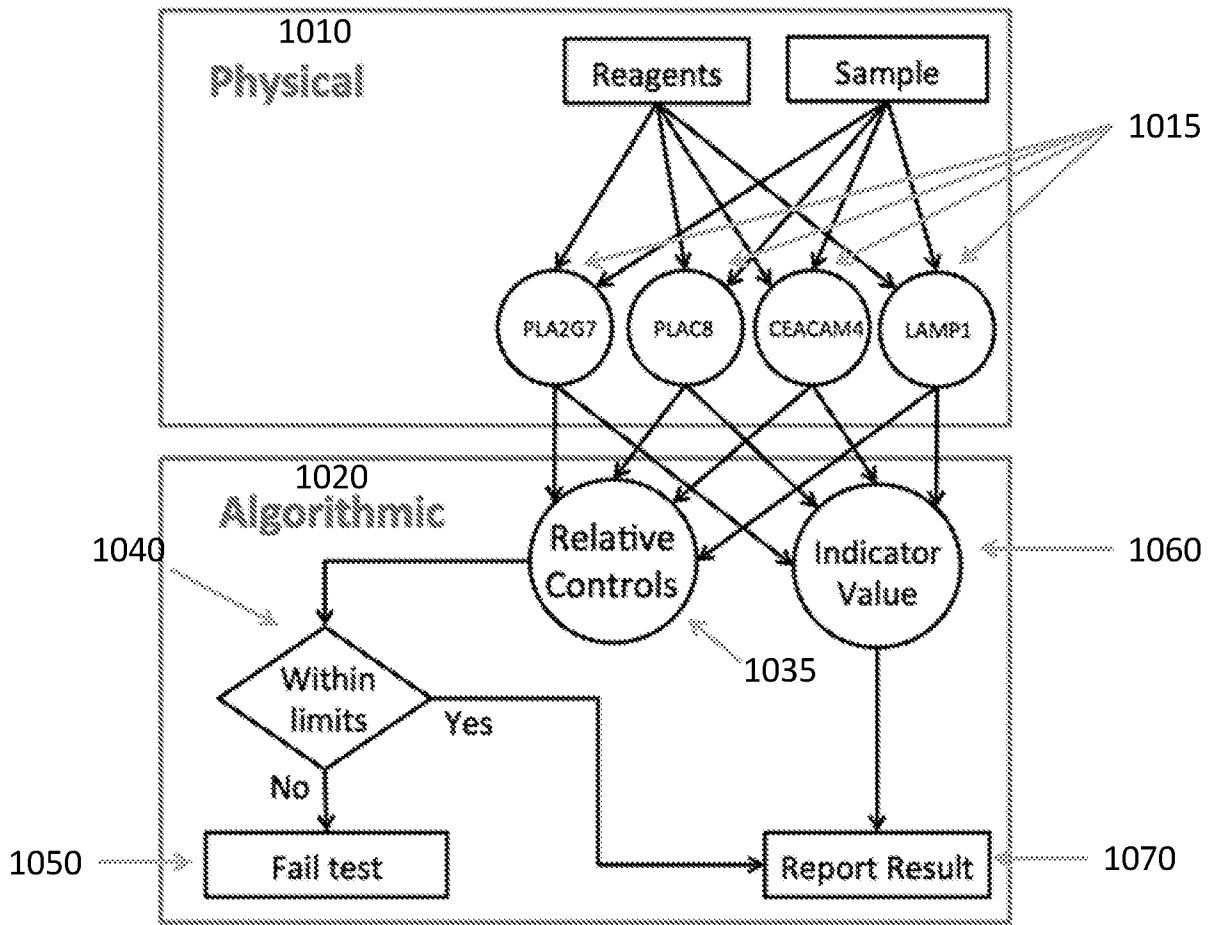 1010
Physical
Reagents
Sample
1015
PLA2G7
PLAC8
CEACAM4
LAMP1
1020
Algorithmic
1040
Relative
Controls
Indicator
Value
1060
1035
Within
limits
Yes
No
1050
Fail test
Report Result
1070